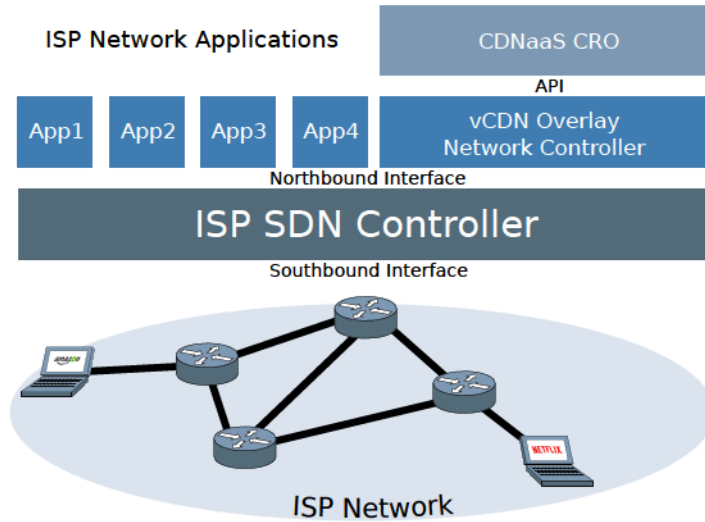 ISP Network Applications
CDNaaS CRO
API
App1
App2
App3
App4
vCDN Overlay
Network Controller
Northbound Interface
ISP SDN Controller
Southbound Interface
amazon
NETFLIX
ISP Network